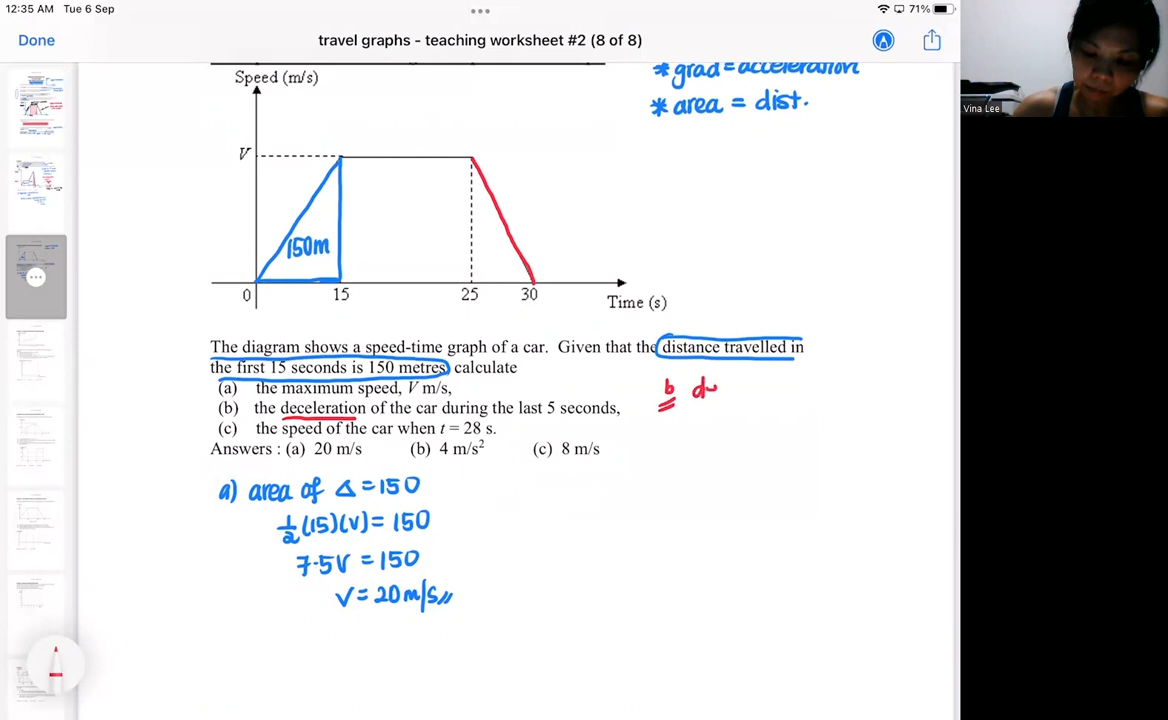 12:35 AM Tue 6 Sep
71%
Done
travel graphs - teaching worksheet #2 (8 of 8)
Vina Lee
Speed (m/s)
* grad = acceleration
* area = dist.
V
150m
0 15 25 30
Time (s)
The diagram shows a speed-time graph of a car. Given that the distance travelled in
the first 15 seconds is 150 metres, calculate
(a) the maximum speed, V m/s,
(b) the deceleration of the car during the last 5 seconds,
(c) the speed of the car when t = 28 s.
Answers : (a) 20 m/s (b) 4 m/s² (c) 8 m/s
b
a) area of Δ = 150
1/2 (15)(V) = 150
7.5V = 150
V = 20 m/s //